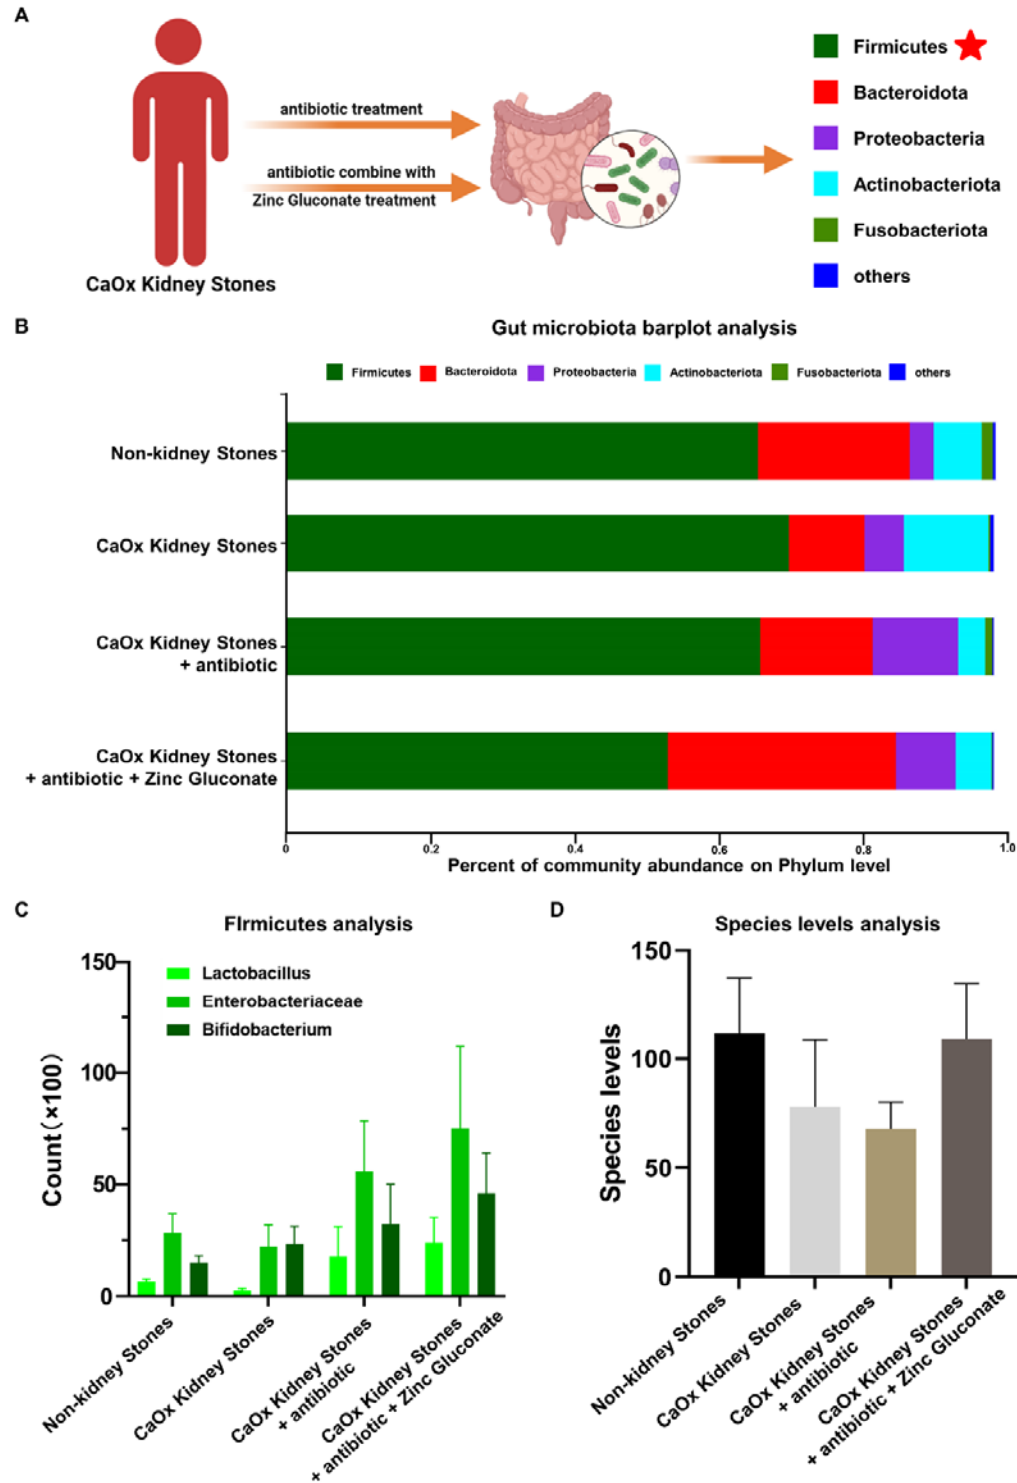 A
antibiotic treatment
antibiotic combine with
Zinc Gluconate treatment
CaOx Kidney Stones
Firmicutes
Bacteroidota
Proteobacteria
Actinobacteriota
Fusobacteriota
others
B
Gut microbiota barplot analysis
Firmicutes Bacteroidota Proteobacteria Actinobacteriota Fusobacteriota others
Non-kidney Stones
CaOx Kidney Stones
CaOx Kidney Stones
+ antibiotic
CaOx Kidney Stones
+ antibiotic + Zinc Gluconate
0 0.2 0.4 0.6 0.8 1.0
Percent of community abundance on Phylum level
C
FIrmicutes analysis
Lactobacillus
Enterobacteriaceae
Bifidobacterium
Count(×100)
150
100
50
0
Non-kidney Stones
CaOx Kidney Stones
CaOx Kidney Stones
+ antibiotic
CaOx Kidney Stones
+ antibiotic + Zinc Gluconate
D
Species levels analysis
Species levels
150
100
50
0
Non-kidney Stones
CaOx Kidney Stones
CaOx Kidney Stones
+ antibiotic
CaOx Kidney Stones
+ antibiotic + Zinc Gluconate